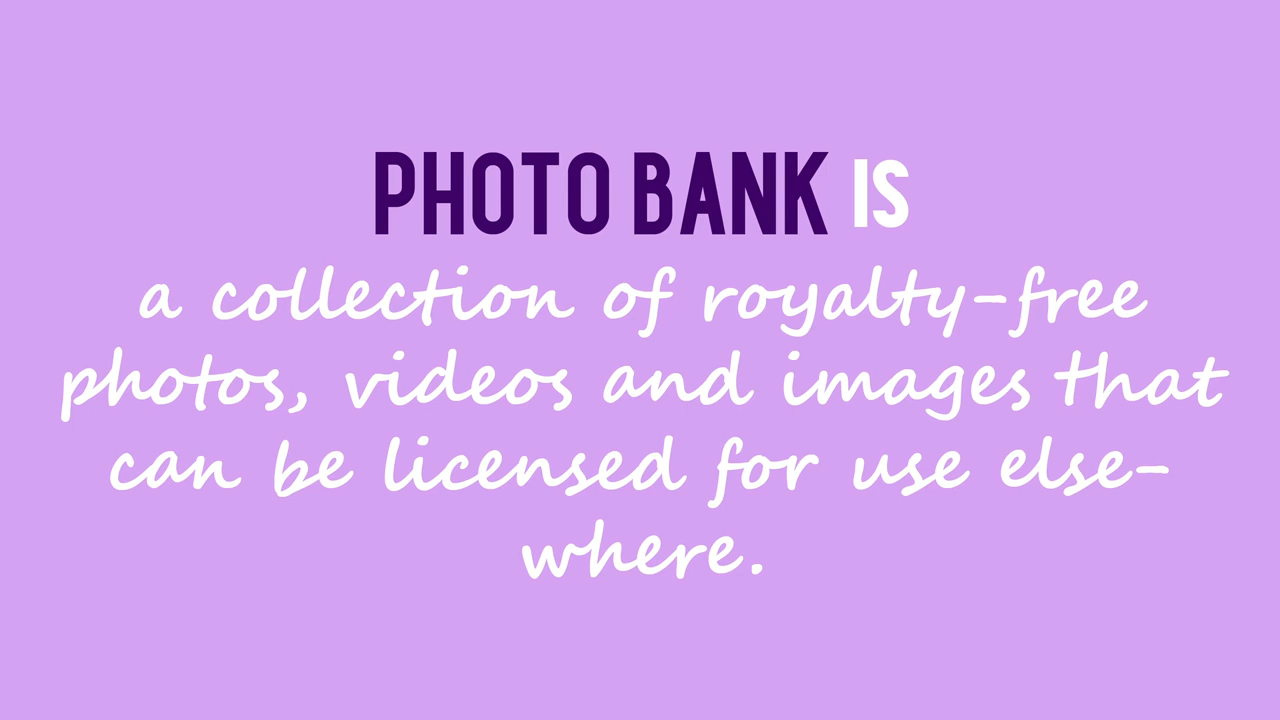 PHOTO BANK IS
a collection of royalty-free
photos, videos and images that
can be licensed for use else-
where.